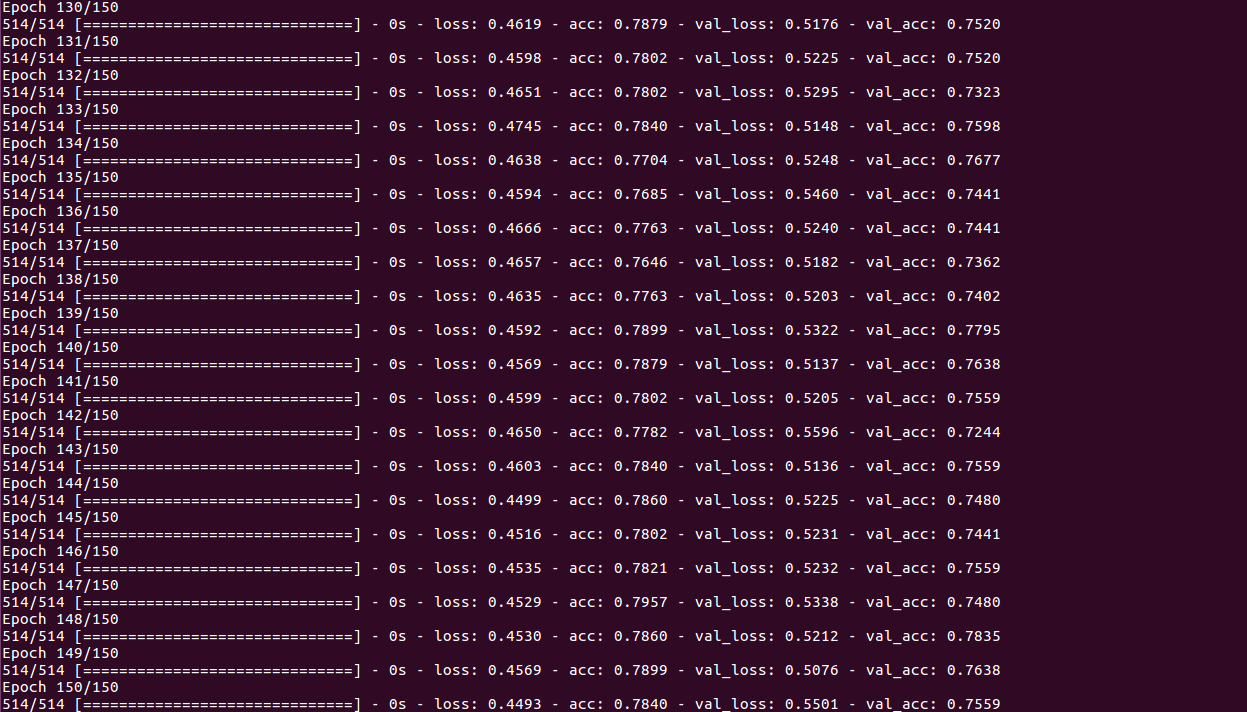 Epoch 130/150
514/514 [==============================] - 0s - loss: 0.4619 - acc: 0.7879 - val_loss: 0.5176 - val_acc: 0.7520
Epoch 131/150
514/514 [==============================] - 0s - loss: 0.4598 - acc: 0.7802 - val_loss: 0.5225 - val_acc: 0.7520
Epoch 132/150
514/514 [==============================] - 0s - loss: 0.4651 - acc: 0.7802 - val_loss: 0.5295 - val_acc: 0.7323
Epoch 133/150
514/514 [==============================] - 0s - loss: 0.4745 - acc: 0.7840 - val_loss: 0.5148 - val_acc: 0.7598
Epoch 134/150
514/514 [==============================] - 0s - loss: 0.4638 - acc: 0.7704 - val_loss: 0.5248 - val_acc: 0.7677
Epoch 135/150
514/514 [==============================] - 0s - loss: 0.4594 - acc: 0.7685 - val_loss: 0.5460 - val_acc: 0.7441
Epoch 136/150
514/514 [==============================] - 0s - loss: 0.4666 - acc: 0.7763 - val_loss: 0.5240 - val_acc: 0.7441
Epoch 137/150
514/514 [==============================] - 0s - loss: 0.4657 - acc: 0.7646 - val_loss: 0.5182 - val_acc: 0.7362
Epoch 138/150
514/514 [==============================] - 0s - loss: 0.4635 - acc: 0.7763 - val_loss: 0.5203 - val_acc: 0.7402
Epoch 139/150
514/514 [==============================] - 0s - loss: 0.4592 - acc: 0.7899 - val_loss: 0.5322 - val_acc: 0.7795
Epoch 140/150
514/514 [==============================] - 0s - loss: 0.4569 - acc: 0.7879 - val_loss: 0.5137 - val_acc: 0.7638
Epoch 141/150
514/514 [==============================] - 0s - loss: 0.4599 - acc: 0.7802 - val_loss: 0.5205 - val_acc: 0.7559
Epoch 142/150
514/514 [==============================] - 0s - loss: 0.4650 - acc: 0.7782 - val_loss: 0.5596 - val_acc: 0.7244
Epoch 143/150
514/514 [==============================] - 0s - loss: 0.4603 - acc: 0.7840 - val_loss: 0.5136 - val_acc: 0.7559
Epoch 144/150
514/514 [==============================] - 0s - loss: 0.4499 - acc: 0.7860 - val_loss: 0.5225 - val_acc: 0.7480
Epoch 145/150
514/514 [==============================] - 0s - loss: 0.4516 - acc: 0.7802 - val_loss: 0.5231 - val_acc: 0.7441
Epoch 146/150
514/514 [==============================] - 0s - loss: 0.4535 - acc: 0.7821 - val_loss: 0.5232 - val_acc: 0.7559
Epoch 147/150
514/514 [==============================] - 0s - loss: 0.4529 - acc: 0.7957 - val_loss: 0.5338 - val_acc: 0.7480
Epoch 148/150
514/514 [==============================] - 0s - loss: 0.4530 - acc: 0.7860 - val_loss: 0.5212 - val_acc: 0.7835
Epoch 149/150
514/514 [==============================] - 0s - loss: 0.4569 - acc: 0.7899 - val_loss: 0.5076 - val_acc: 0.7638
Epoch 150/150
514/514 [==============================] - 0s - loss: 0.4493 - acc: 0.7840 - val_loss: 0.5501 - val_acc: 0.7559